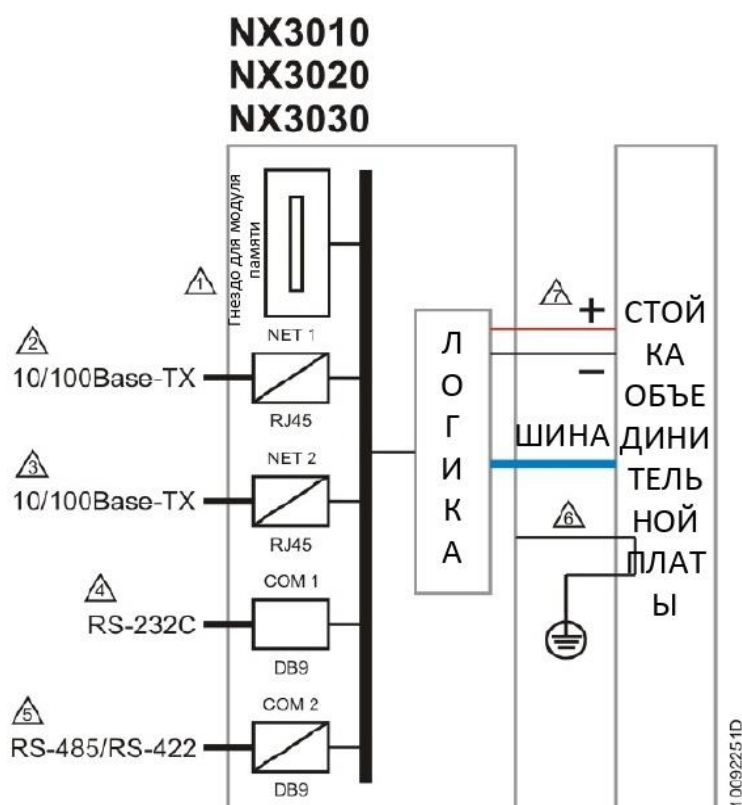 NX3010
NX3020
NX3030
Гнездо для модуля
памяти
1
NET 1
2
10/100Base-TX
RJ45
NET 2
3
10/100Base-TX
RJ45
COM 1
4
RS-232C
DB9
COM 2
5
RS-485/RS-422
DB9
Л
О
Г
И
К
А
7
+
−
ШИНА
6
СТОЙ
КА
ОБЪЕ
ДИНИ
ТЕЛЬ
НОЙ
ПЛАТ
Ы
10092251D